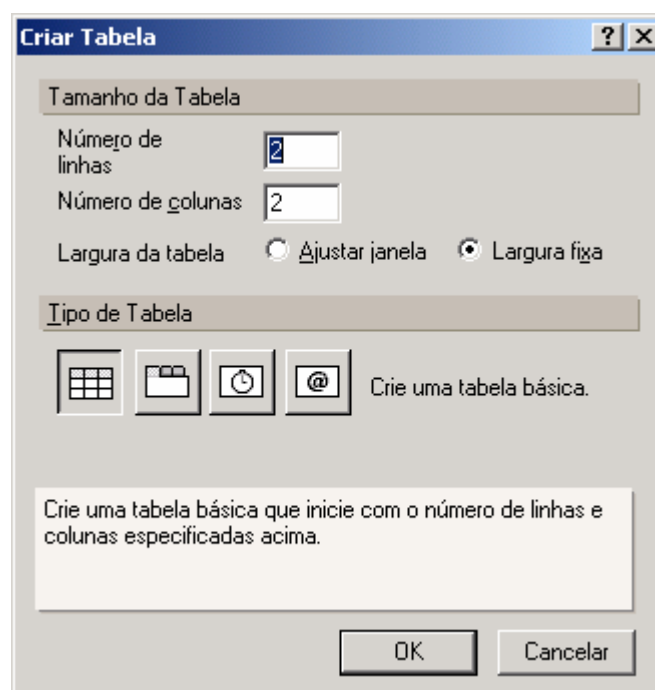 Criar Tabela
Tamanho da Tabela
Número de
linhas
2
Número de colunas 2
Largura da tabela Ajustar janela Largura fixa
Tipo de Tabela
@ Crie uma tabela básica.
Crie uma tabela básica que inicie com o número de linhas e
colunas especificadas acima.
OK Cancelar